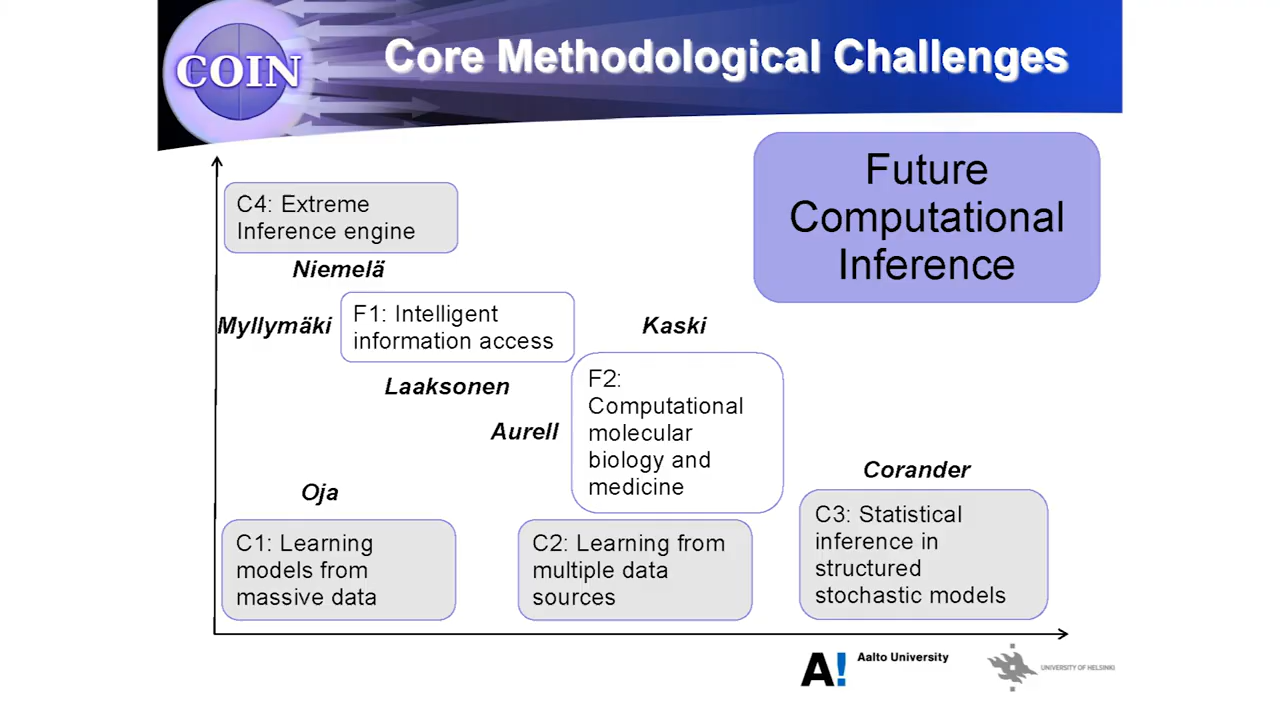 COIN
Core Methodological Challenges
Future
Computational
Inference
C4: Extreme
Inference engine
Niemelä
Myllymäki
F1: Intelligent
information access
Kaski
Laaksonen
F2:
Computational
molecular
biology and
medicine
Aurell
Corander
Oja
C1: Learning
models from
massive data
C2: Learning from
multiple data
sources
C3: Statistical
inference in
structured
stochastic models
A! Aalto University
UNIVERSITY OF HELSINKI